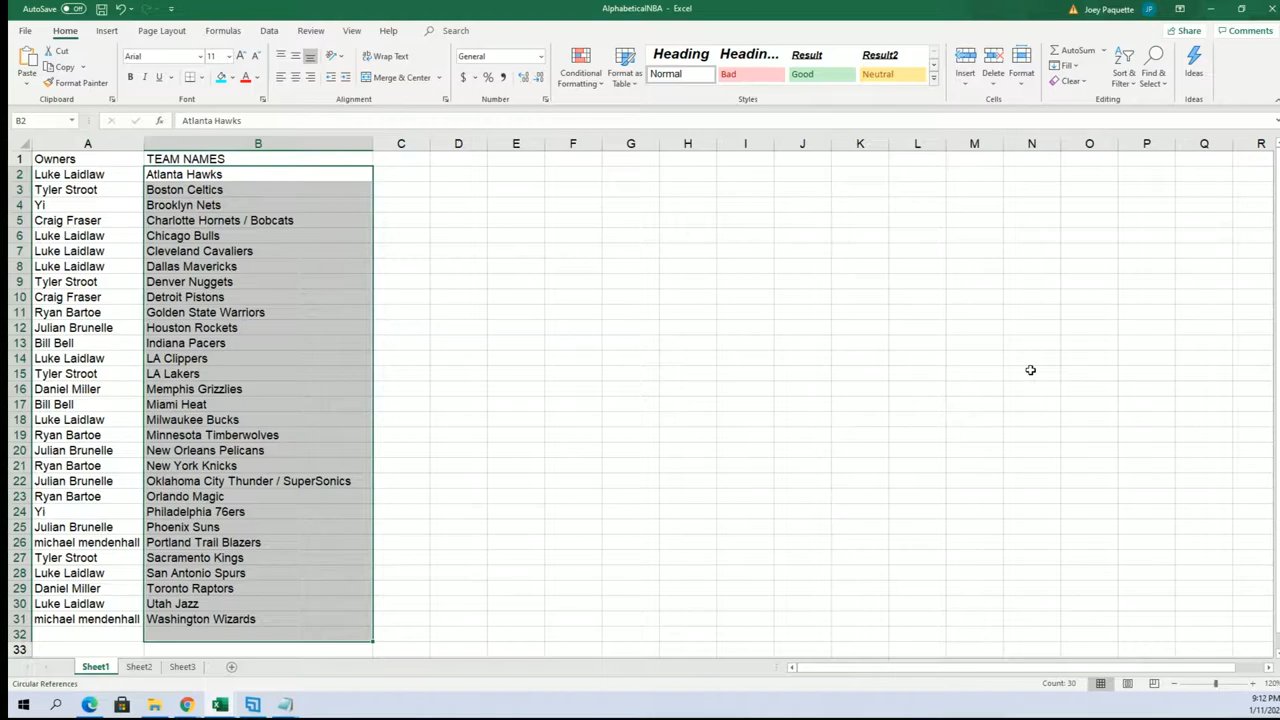 AutoSave Off AlphabeticalNBA - Excel Joey Paquette JP
File Home Insert Page Layout Formulas Data Review View Help Search Share Comments
Paste Cut Copy Format Painter Clipboard
Arial 11 B I U A A A Font
Wrap Text Merge & Center Alignment
General $ % 9 Number
Conditional Formatting Format as Table
Heading Headin... Result Result2
Normal Bad Good Neutral
Styles
Insert Delete Format Cells
AutoSum Fill Clear Sort & Filter Find & Select Editing
Ideas Ideas
B2 fx Atlanta Hawks
A B C D E F G H I J K L M N O P Q R
1 Owners TEAM NAMES
2 Luke Laidlaw Atlanta Hawks
3 Tyler Stroot Boston Celtics
4 Yi Brooklyn Nets
5 Craig Fraser Charlotte Hornets / Bobcats
6 Luke Laidlaw Chicago Bulls
7 Luke Laidlaw Cleveland Cavaliers
8 Luke Laidlaw Dallas Mavericks
9 Tyler Stroot Denver Nuggets
10 Craig Fraser Detroit Pistons
11 Ryan Bartoe Golden State Warriors
12 Julian Brunelle Houston Rockets
13 Bill Bell Indiana Pacers
14 Luke Laidlaw LA Clippers
15 Tyler Stroot LA Lakers
16 Daniel Miller Memphis Grizzlies
17 Bill Bell Miami Heat
18 Luke Laidlaw Milwaukee Bucks
19 Ryan Bartoe Minnesota Timberwolves
20 Julian Brunelle New Orleans Pelicans
21 Ryan Bartoe New York Knicks
22 Julian Brunelle Oklahoma City Thunder / SuperSonics
23 Ryan Bartoe Orlando Magic
24 Yi Philadelphia 76ers
25 Julian Brunelle Phoenix Suns
26 michael mendenhall Portland Trail Blazers
27 Tyler Stroot Sacramento Kings
28 Luke Laidlaw San Antonio Spurs
29 Daniel Miller Toronto Raptors
30 Luke Laidlaw Utah Jazz
31 michael mendenhall Washington Wizards
32
33
Sheet1 Sheet2 Sheet3
Circular References Count: 30 120%
9:12 PM
1/11/202